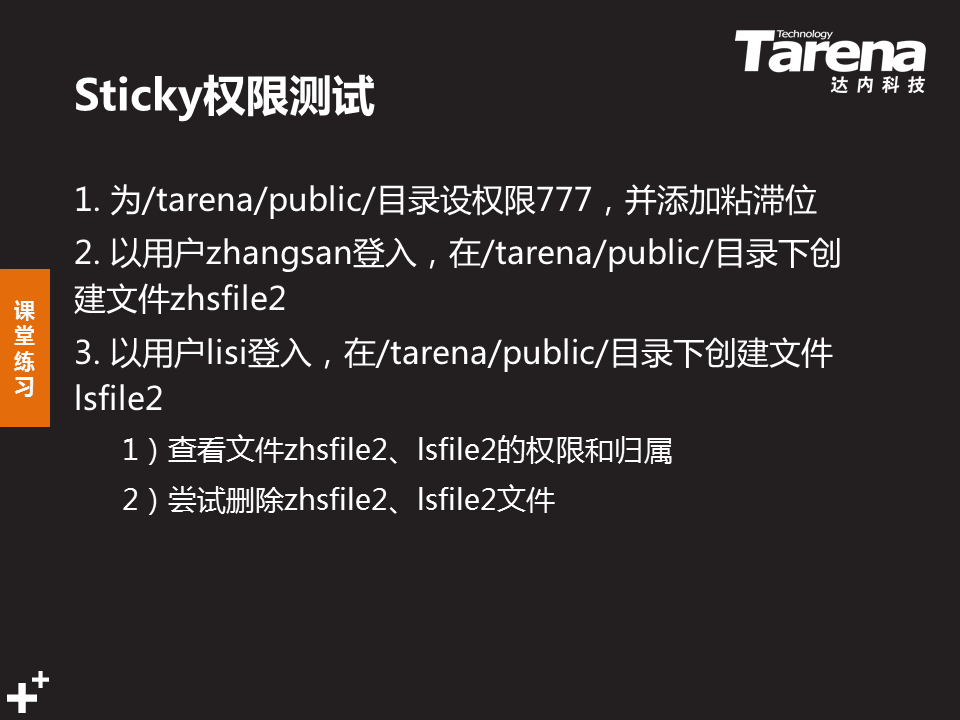 Technology
Tarena
达内科技
Sticky权限测试
1. 为/tarena/public/目录设权限777，并添加粘滞位
2. 以用户zhangsan登入，在/tarena/public/目录下创
建文件zhsfile2
3. 以用户lisi登入，在/tarena/public/目录下创建文件
lsfile2
1）查看文件zhsfile2、lsfile2的权限和归属
2）尝试删除zhsfile2、lsfile2文件
课
堂
练
习